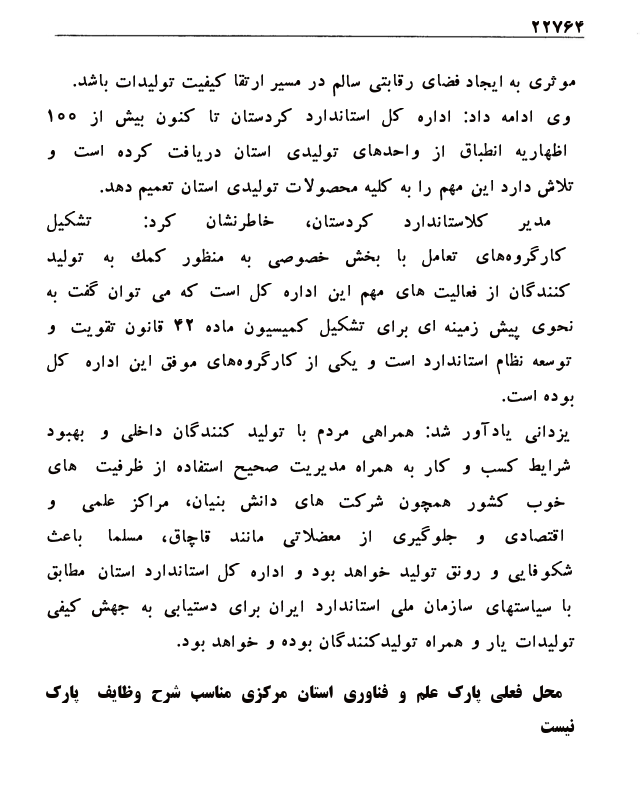 ۲۲۷۶۴
موثری به ایجاد فضای رقابتی سالم در مسیر ارتقا کیفیت تولیدات باشد.
وی ادامه داد: اداره کل استاندارد کردستان تا کنون بیش از ۱۰۰
اظهاریه انطباق از واحدهای تولیدی استان دریافت کرده است و
تلاش دارد این مهم را به کلیه محصولات تولیدی استان تعمیم دهد.
مدیر کلاستاندارد کردستان، خاطرنشان کرد: تشکیل
کارگروه‌های تعامل با بخش خصوصی به منظور کمک به تولید
کنندگان از فعالیت های مهم این اداره کل است که می توان گفت به
نحوی پیش زمینه ای برای تشکیل کمیسیون ماده ۴۲ قانون تقویت و
توسعه نظام استاندارد است و یکی از کارگروه‌های موفق این اداره کل
بوده است.
یزدانی یادآور شد: همراهی مردم با تولید کنندگان داخلی و بهبود
شرایط کسب و کار به همراه مدیریت صحیح استفاده از ظرفیت های
خوب کشور همچون شرکت های دانش بنیان، مراکز علمی و
اقتصادی و جلوگیری از معضلاتی مانند قاچاق، مسلما باعث
شکوفایی و رونق تولید خواهد بود و اداره کل استاندارد استان مطابق
با سیاستهای سازمان ملی استاندارد ایران برای دستیابی به جهش کیفی
تولیدات یار و همراه تولیدکنندگان بوده و خواهد بود.
محل فعلی پارک علم و فناوری استان مرکزی مناسب شرح وظایف پارک
نیست